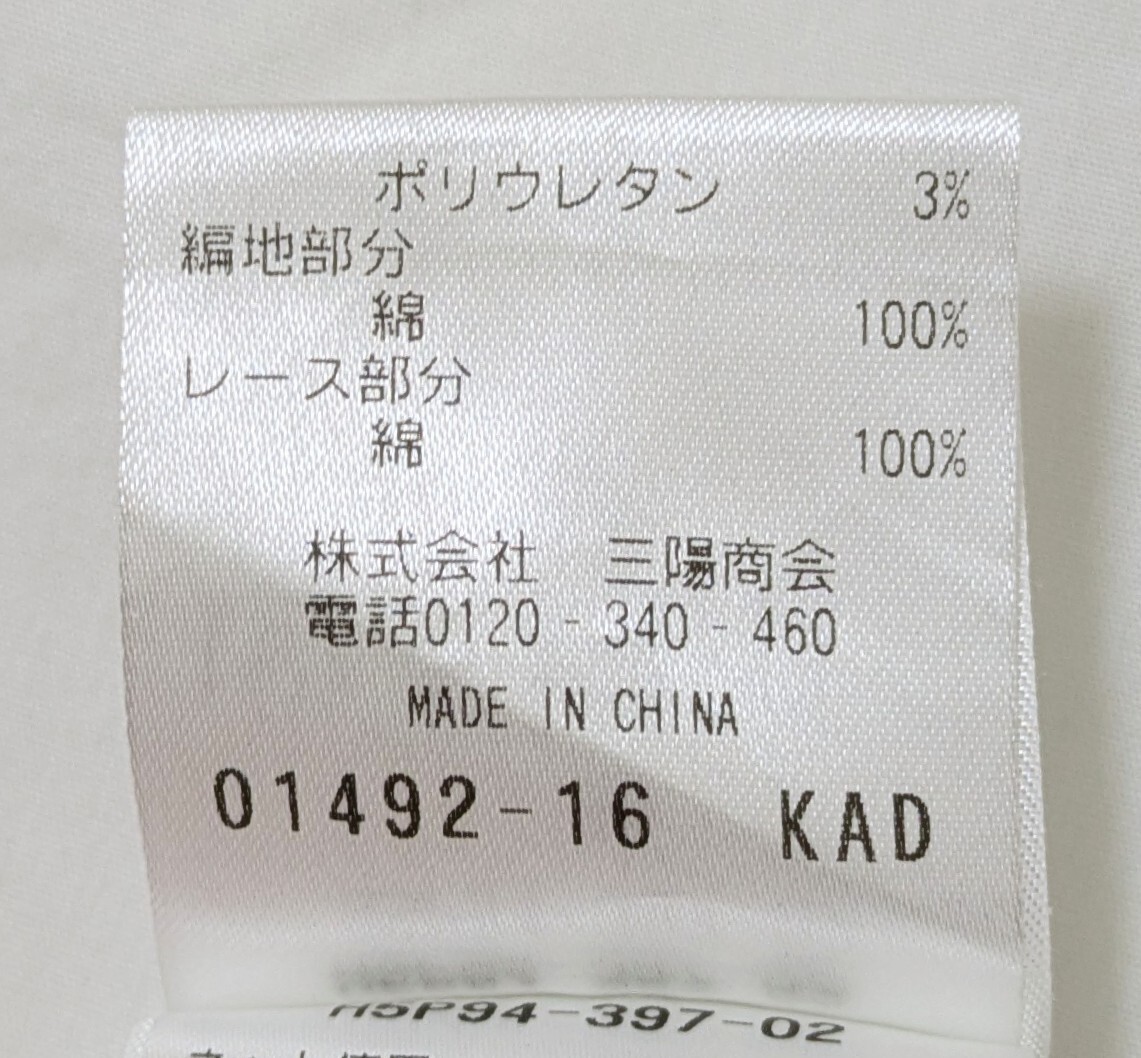 ポリウレタン 3%
編地部分
綿 100%
レース部分
綿 100%
株式会社 三陽商会
電話0120-340-460
MADE IN CHINA
01492-16 KAD
H5P94-397-02